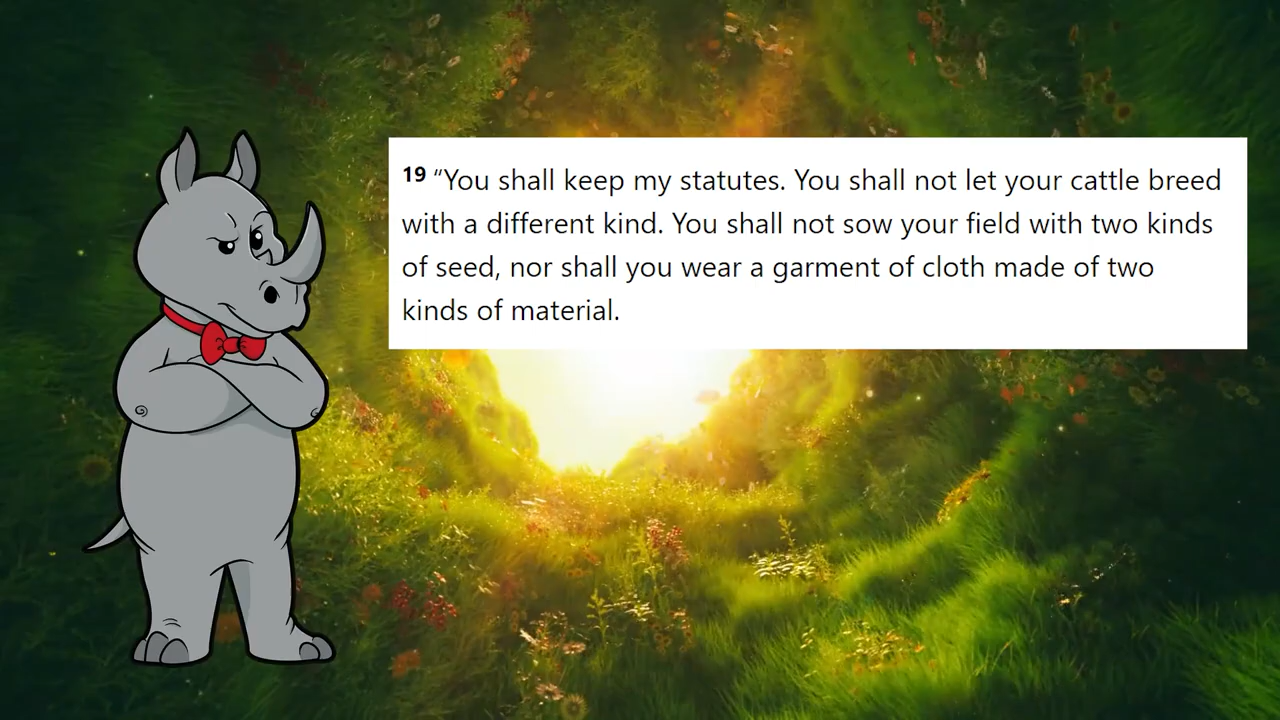 19 “You shall keep my statutes. You shall not let your cattle breed
with a different kind. You shall not sow your field with two kinds
of seed, nor shall you wear a garment of cloth made of two
kinds of material.